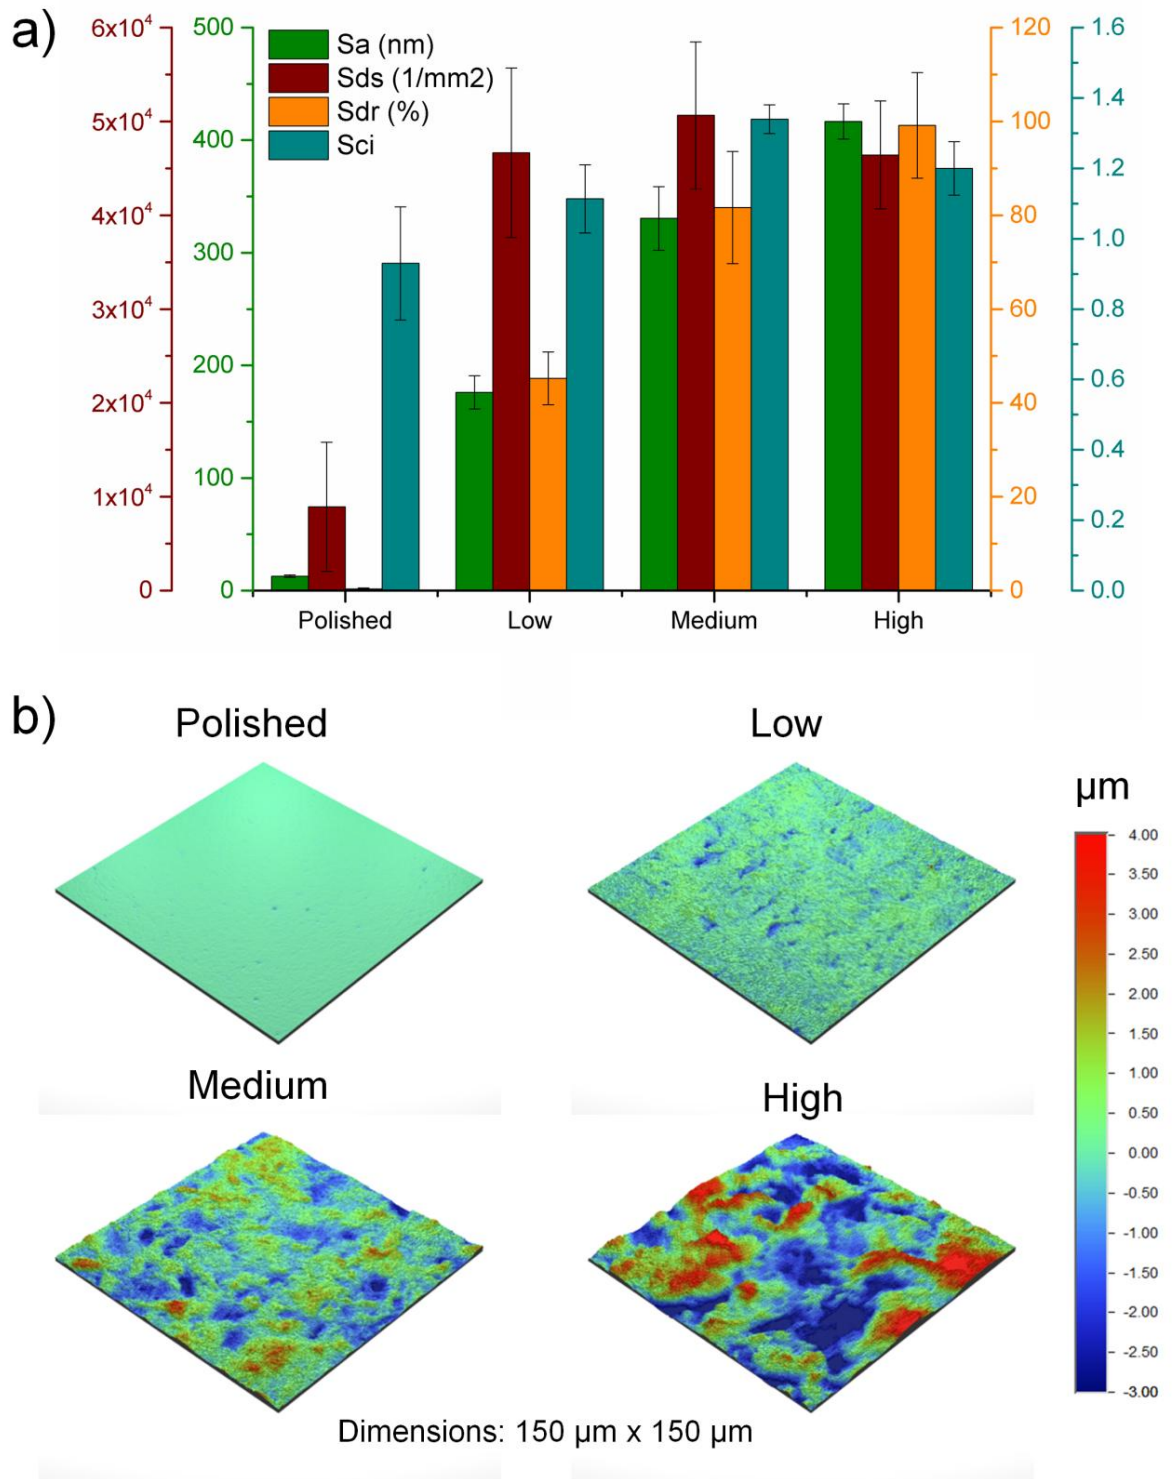 a)
6x10⁴
5x10⁴
4x10⁴
3x10⁴
2x10⁴
1x10⁴
0
500
400
300
200
100
0
Sa (nm)
Sds (1/mm2)
Sdr (%)
Sci
120
100
80
60
40
20
0
1.6
1.4
1.2
1.0
0.8
0.6
0.4
0.2
0.0
Polished Low Medium High
b)
Polished
Low
Medium
High
µm
4.00
3.50
3.00
2.50
2.00
1.50
1.00
0.50
0.00
-0.50
-1.00
-1.50
-2.00
-2.50
-3.00
Dimensions: 150 µm x 150 µm